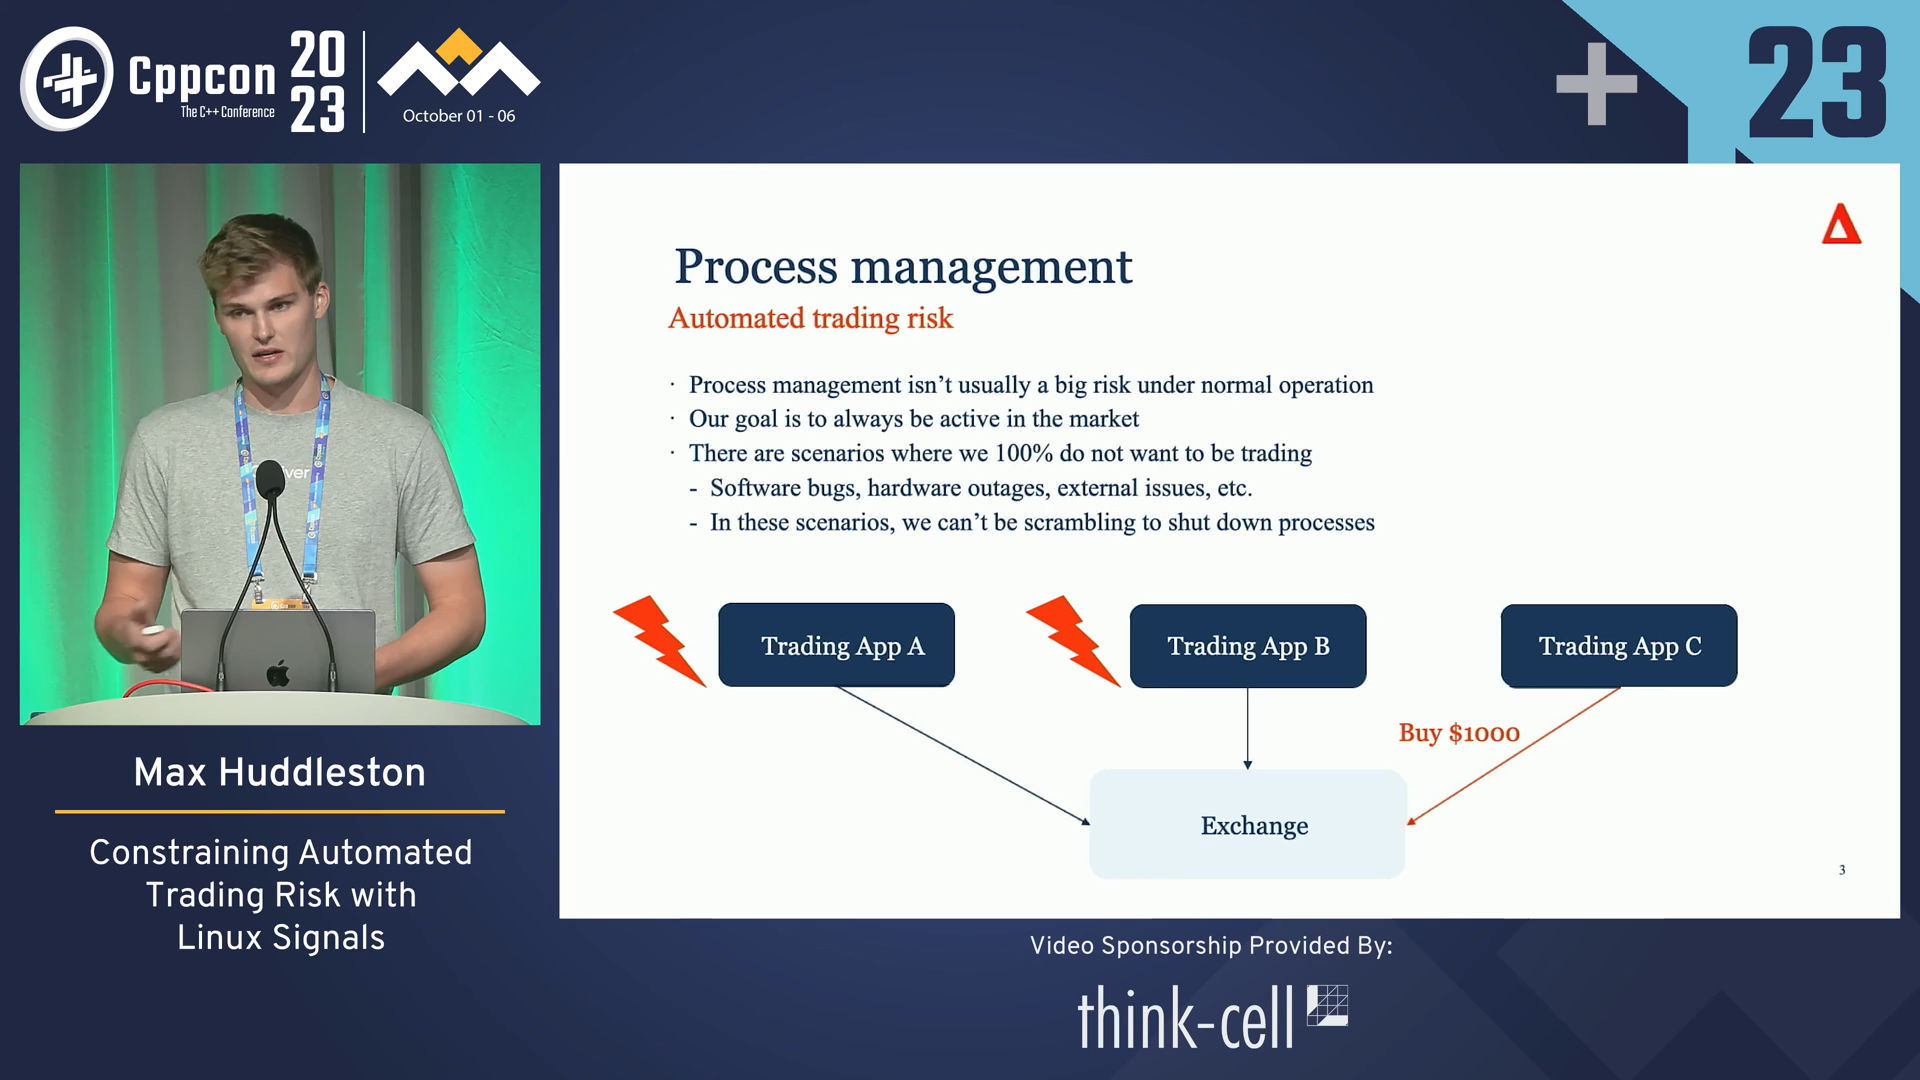 Cppcon
The C++ Conference
20
23
October 01 - 06
23
Process management
Automated trading risk
· Process management isn’t usually a big risk under normal operation
· Our goal is to always be active in the market
· There are scenarios where we 100% do not want to be trading
- Software bugs, hardware outages, external issues, etc.
- In these scenarios, we can’t be scrambling to shut down processes
Trading App A
Trading App B
Trading App C
Buy $1000
Exchange
3
Max Huddleston
Constraining Automated
Trading Risk with
Linux Signals
Video Sponsorship Provided By:
think-cell